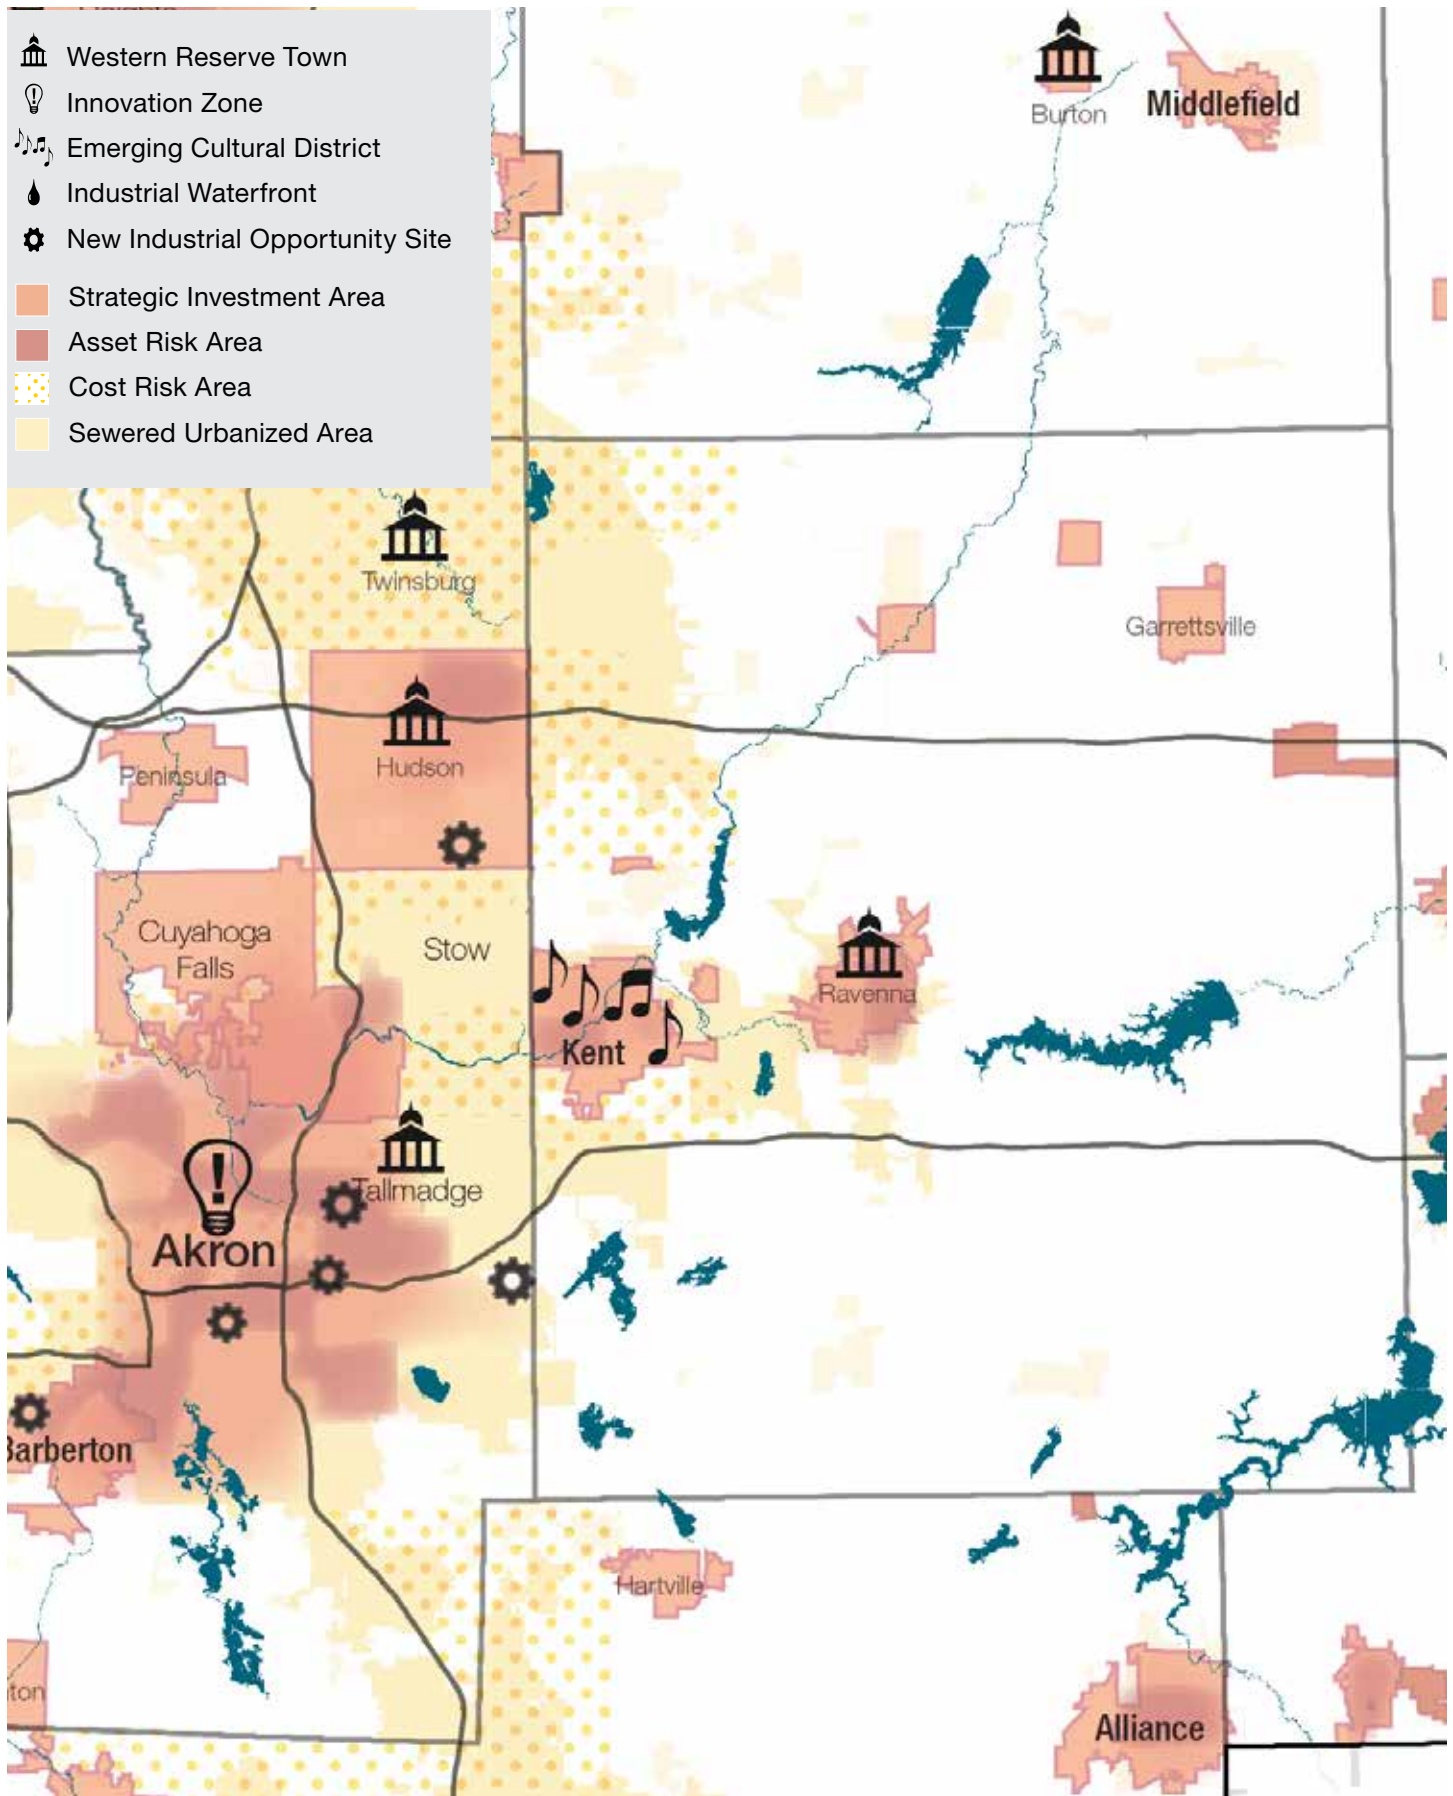 Heights
Western Reserve Town
Innovation Zone
Emerging Cultural District
Industrial Waterfront
New Industrial Opportunity Site
Strategic Investment Area
Asset Risk Area
Cost Risk Area
Sewered Urbanized Area
Burton
Middlefield
Twinsburg
Garrettsville
Hudson
Peninsula
Cuyahoga
Falls
Stow
Ravenna
Kent
Tallmadge
Akron
Barberton
Hartville
ton
Alliance